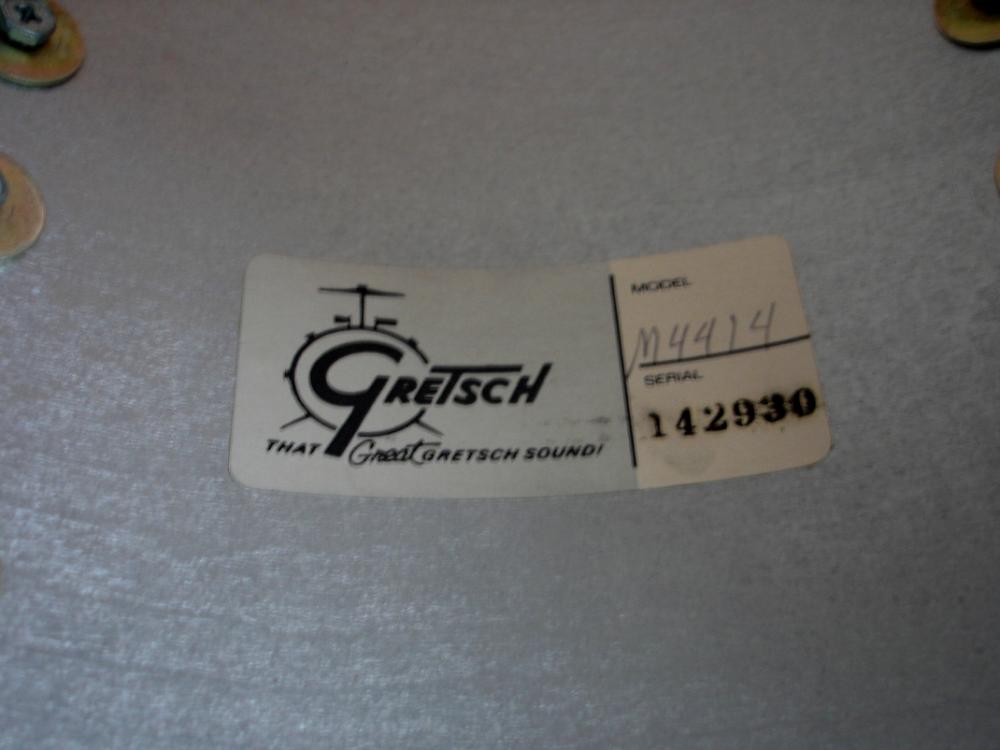 GRETSCH
THAT Great GRETSCH SOUND!
MODEL
M4414
SERIAL
142930